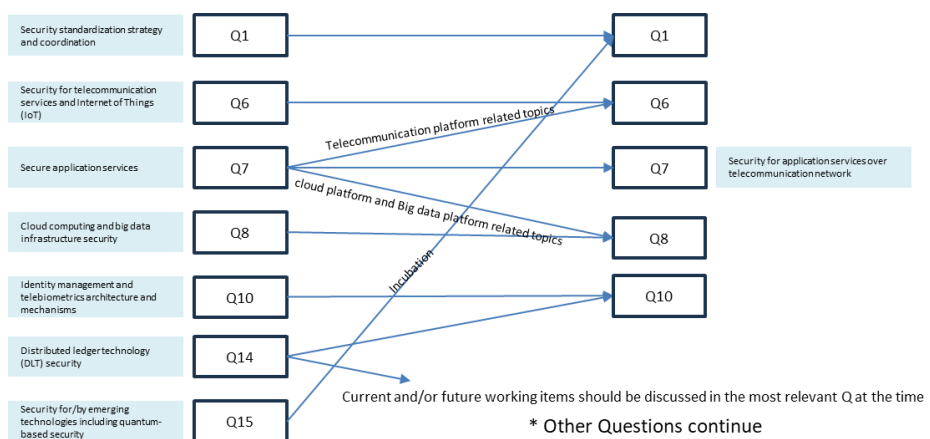 Security standardization strategy
and coordination
Q1
Q1
Security for telecommunication
services and Internet of Things
(IoT)
Q6
Q6
Telecommunication platform related topics
Secure application services
Q7
Q7
Security for application services over
telecommunication network
cloud platform and Big data platform related topics
Cloud computing and big data
infrastructure security
Q8
Q8
Incubation
Identity management and
telebiometrics architecture and
mechanisms
Q10
Q10
Distributed ledger technology
(DLT) security
Q14
Current and/or future working items should be discussed in the most relevant Q at the time
Security for/by emerging
technologies including quantum-
based security
Q15
* Other Questions continue